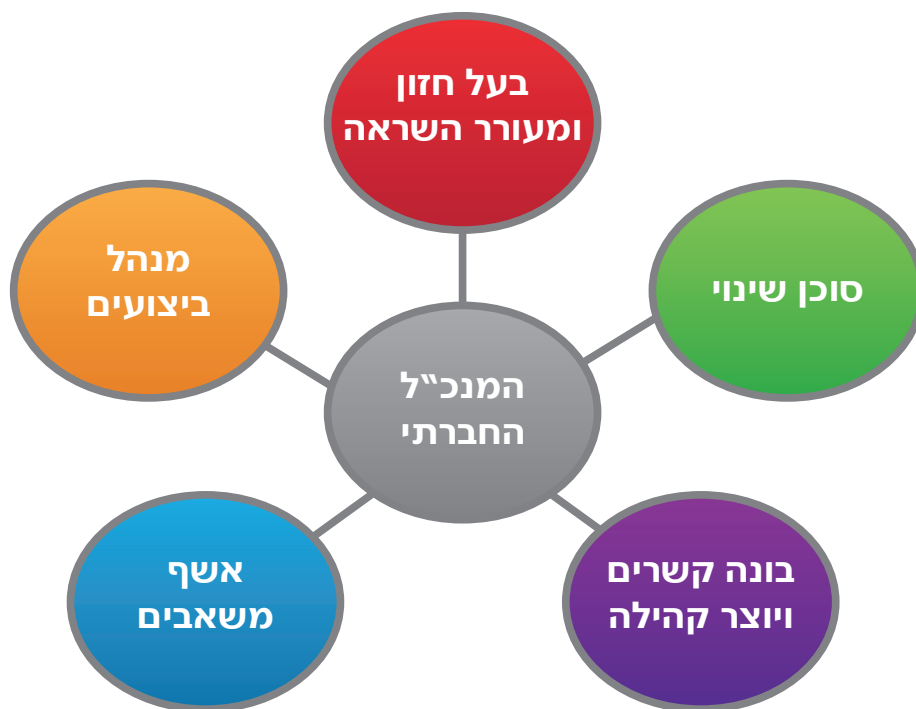 בעל חזון
ומעורר השראה
סוכן שינוי
מנהל
ביצועים
המנכ״ל
החברתי
בונה קשרים
ויוצר קהילה
אשף
משאבים